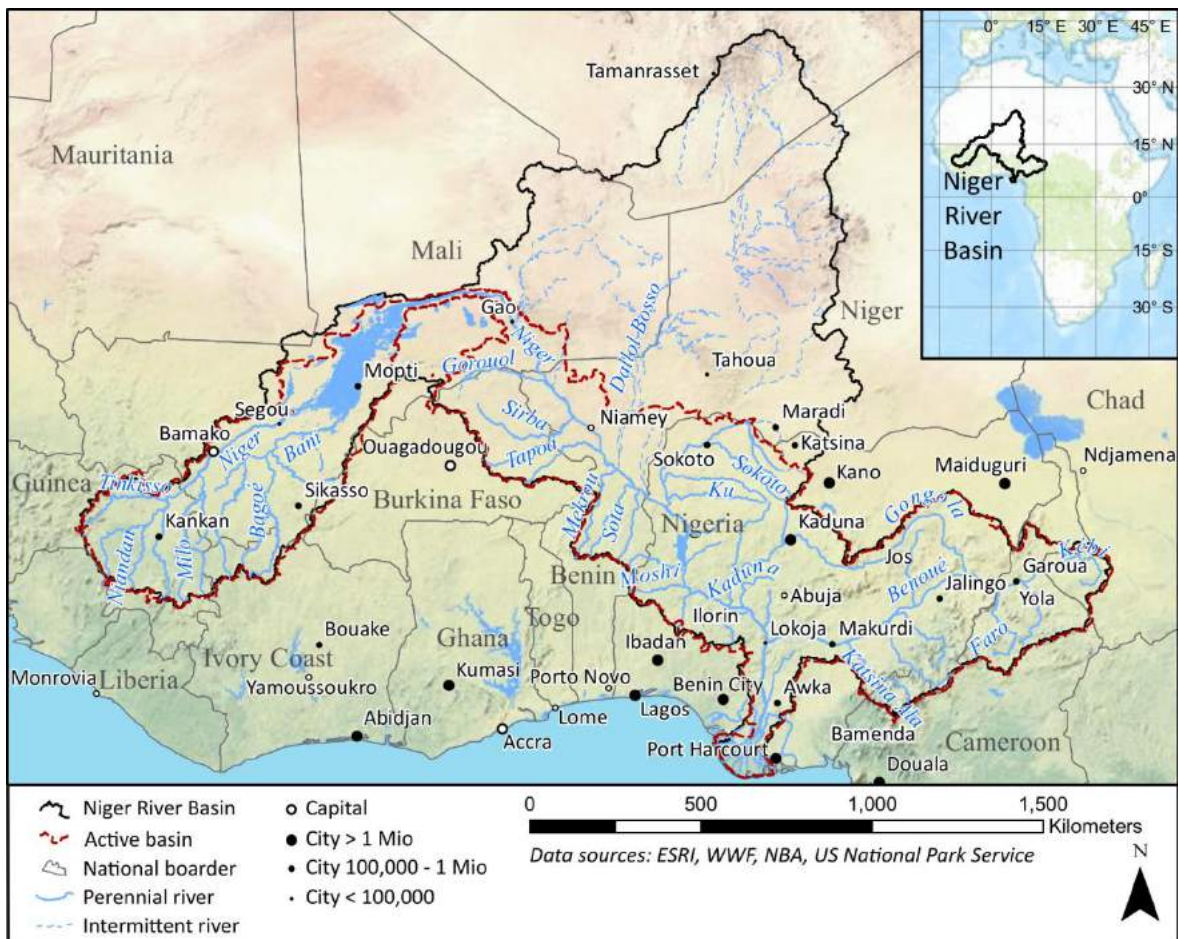 Tamanrasset
Mauritania
Mali
Niger
Chad
Gao
Niger
Dallol-Bosso
Gorouol
Tahoua
Mopti
Sirba
Niamey
Maradi
Segou
Katsina
Bamako
Niger
Bani
Ouagadougou
Tapoa
Sokoto
Sokoto
Kano
Maiduguri
Ndjamena
Guinea
Tinkisso
Sikasso
Burkina Faso
Mekrou
Sota
Ku
Nigeria
Kaduna
Gongola
Kebi
Kankan
Niandan
Milo
Bagoé
Benin
Moshi
Kaduna
Jos
Benoué
Garoua
Abuja
Jalingo
Yola
Togo
Ilorin
Lokoja
Makurdi
Faro
Bouake
Ghana
Ibadan
Katsina Ala
Ivory Coast
Kumasi
Porto Novo
Benin City
Awka
Monrovia
Liberia
Yamoussoukro
Lagos
Abidjan
Lome
Accra
Port Harcourt
Bamenda
Cameroon
Douala
0° 15° E 30° E 45° E
30° N
15° N
0°
15° S
30° S
Niger
River
Basin
Niger River Basin
Active basin
National boarder
Perennial river
Intermittent river
Capital
City > 1 Mio
City 100,000 - 1 Mio
City < 100,000
0 500 1,000 1,500
Kilometers
Data sources: ESRI, WWF, NBA, US National Park Service
N